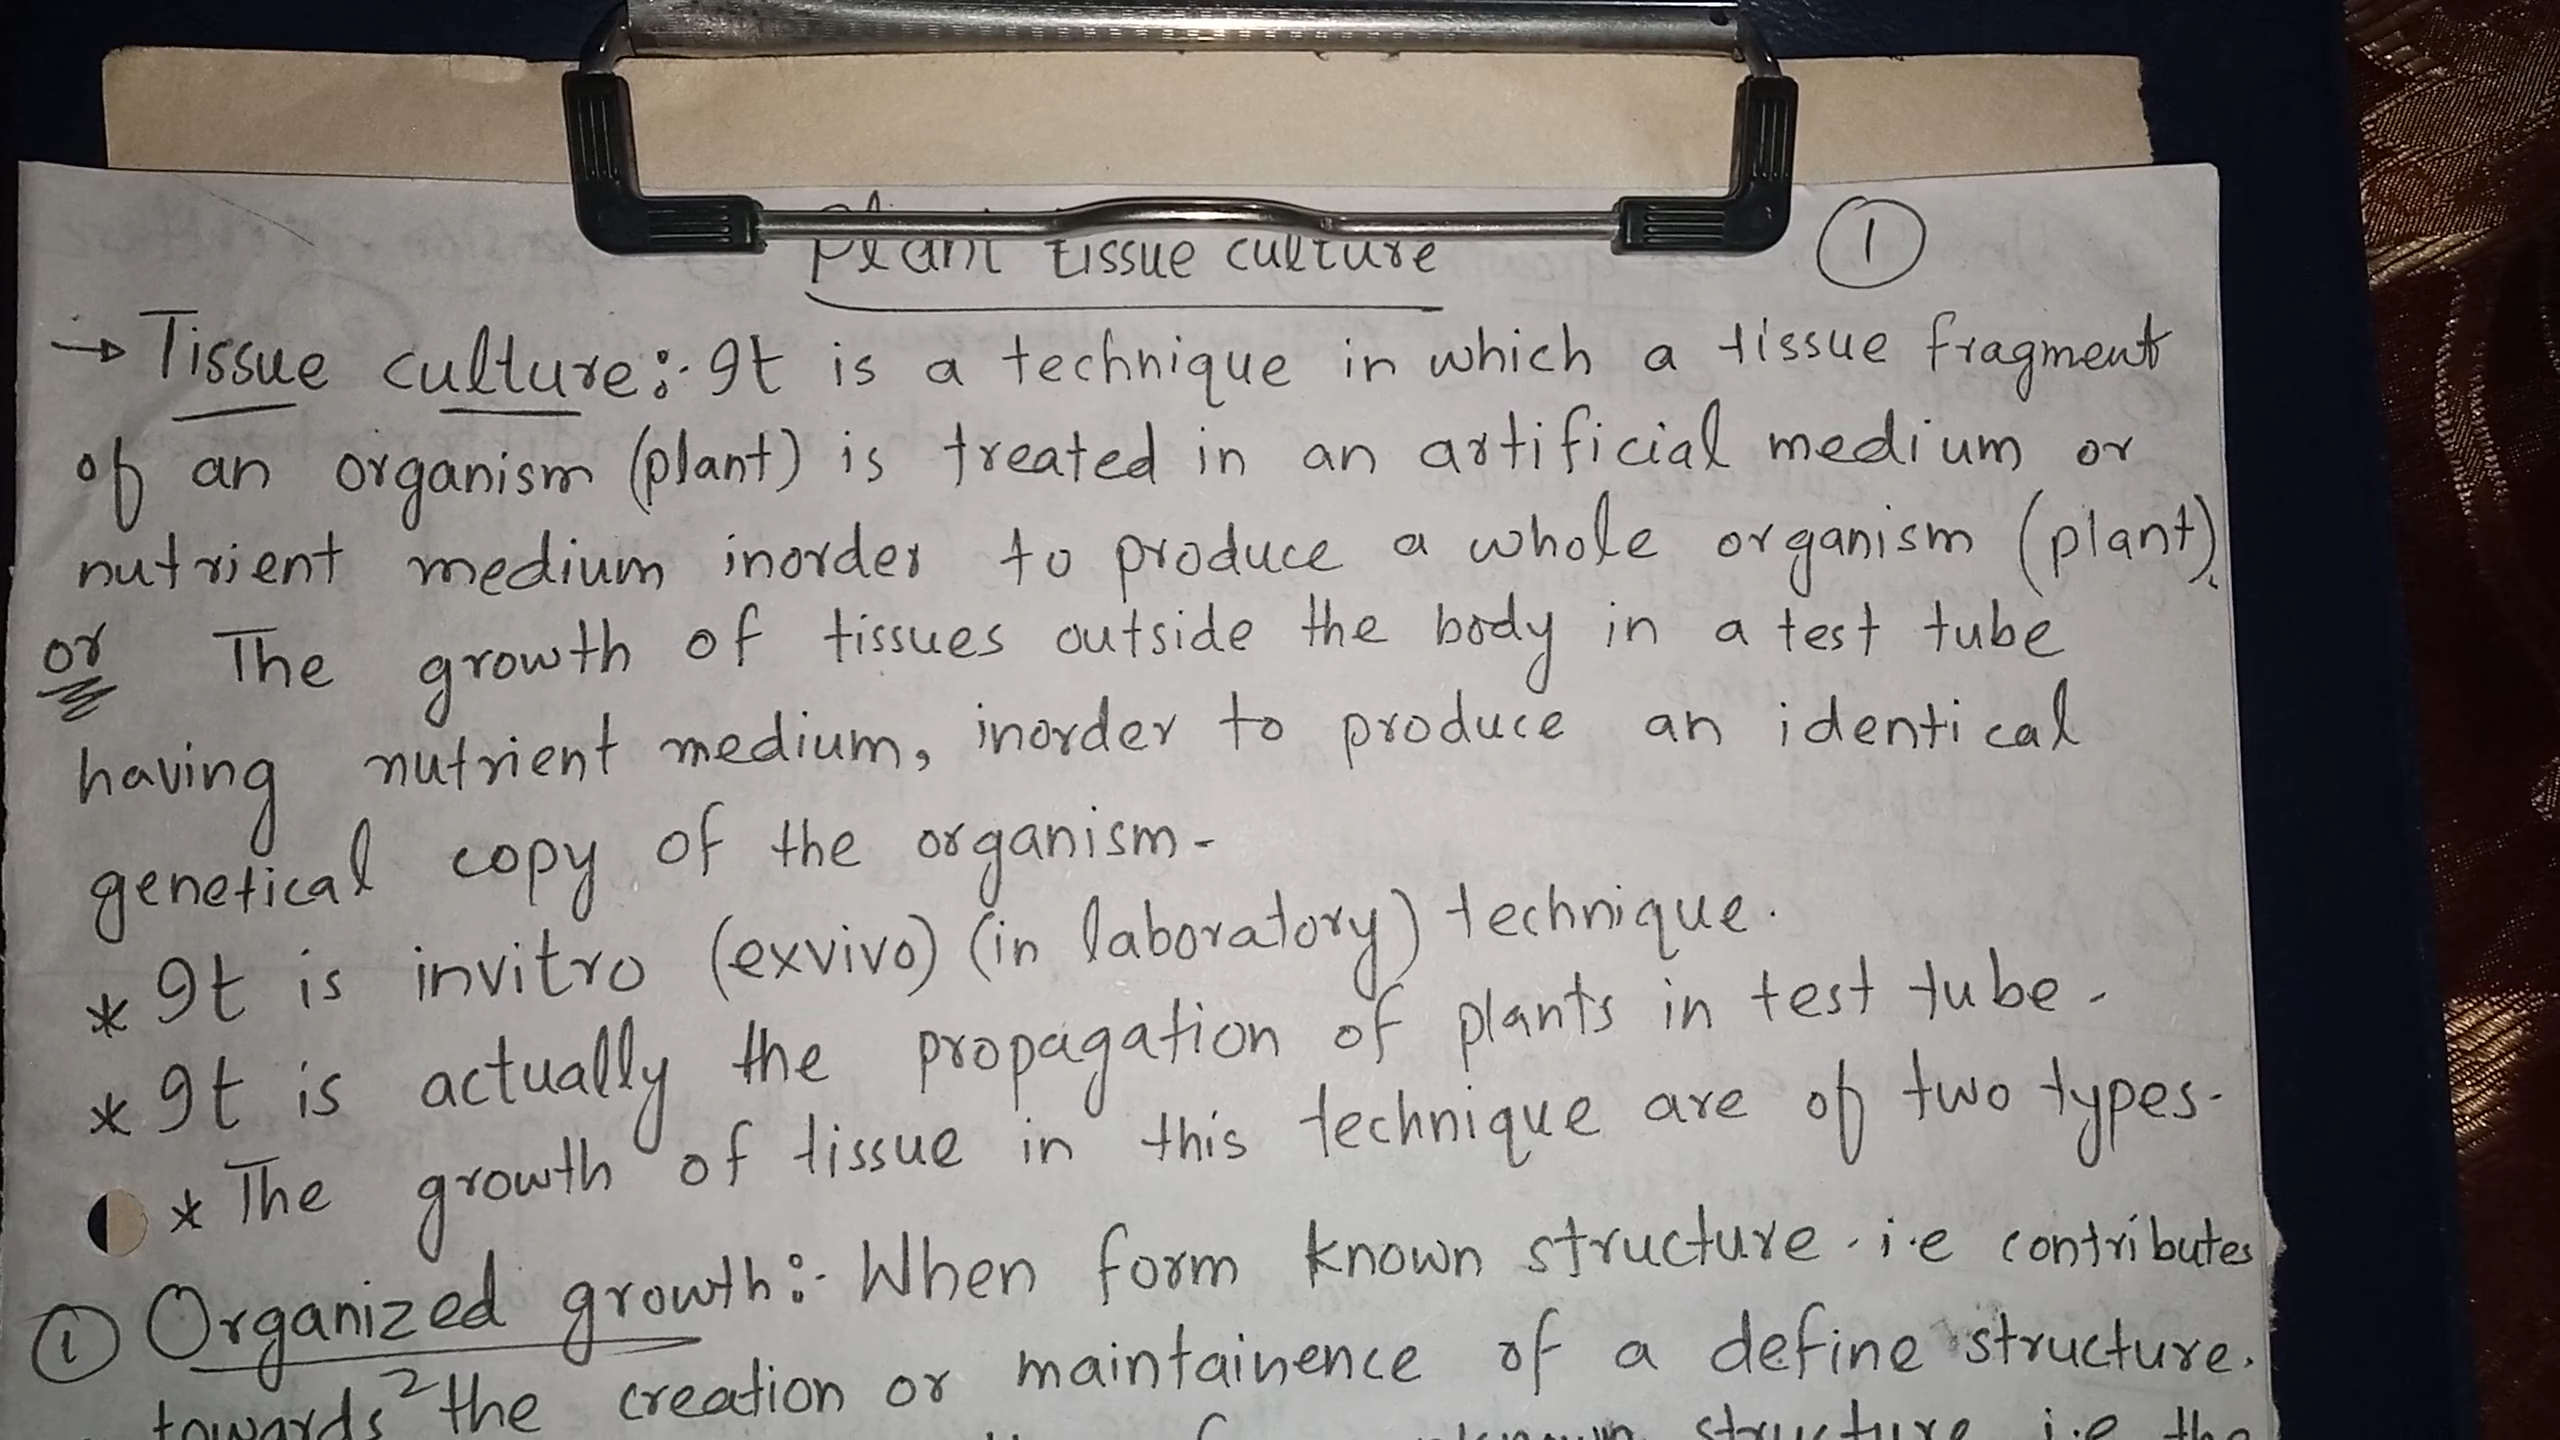 Plant tissue culture
1
→ Tissue culture:- It is a technique in which a tissue fragment
of an organism (plant) is treated in an artificial medium or
nutrient medium inorder to produce a whole organism (plant).
or The growth of tissues outside the body in a test tube
having nutrient medium, inorder to produce an identical
genetical copy of the organism-
* It is invitro (exvivo) (in laboratory) technique.
* It is actually the propagation of plants in test tube-
* The growth of tissue in this technique are of two types-
1 Organized growth:- When form known structure. i.e contributes
towards the creation or maintainence of a define structure.
structure i.e the